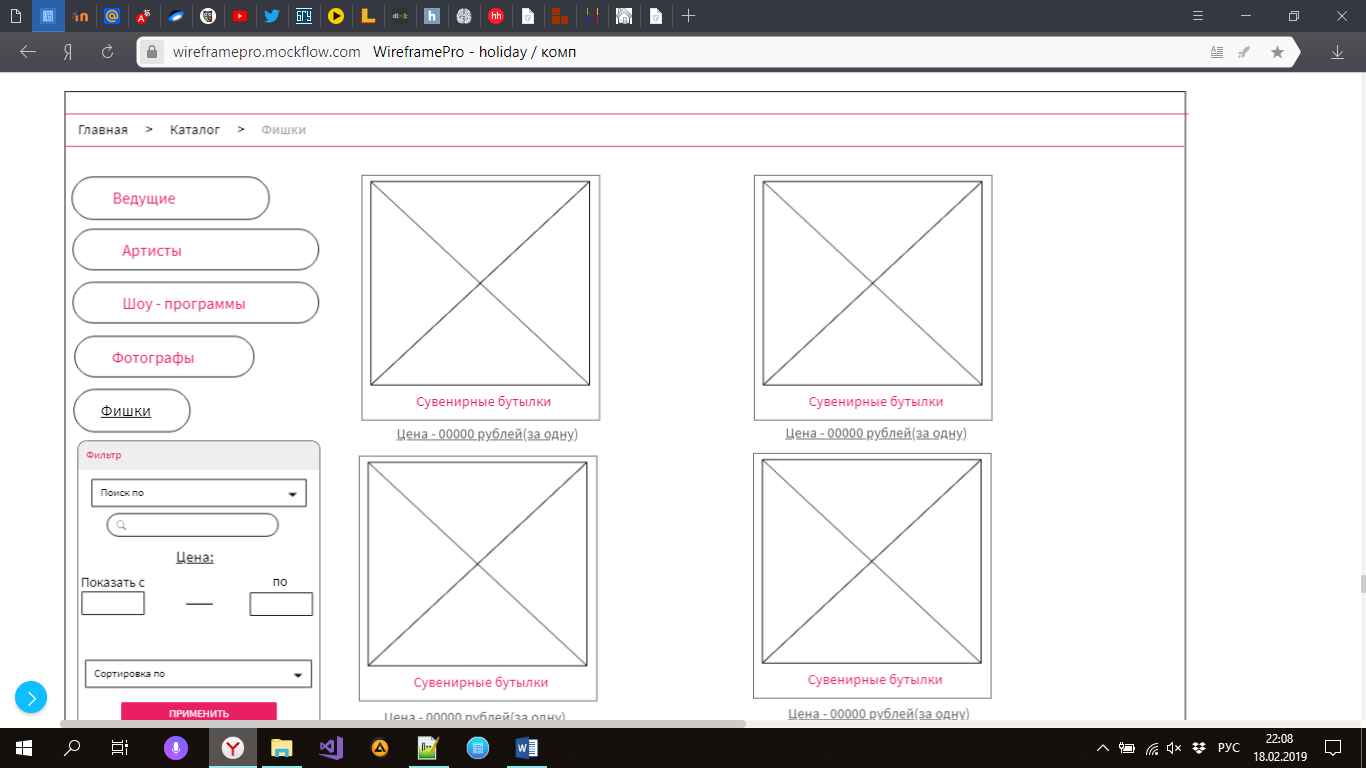 wireframepro.mockflow.com WireframePro - holiday / комп
Главная > Каталог > Фишки
Ведущие
Артисты
Шоу - программы
Фотографы
Фишки
Фильтр
Поиск по
Цена:
Показать с
по
Сортировка по
ПРИМЕНИТЬ
Сувенирные бутылки
Цена - 00000 рублей(за одну)
Сувенирные бутылки
Цена - 00000 рублей(за одну)
Сувенирные бутылки
Цена - 00000 рублей(за одну)
Сувенирные бутылки
Цена - 00000 рублей(за одну)
РУС
22:08
18.02.2019